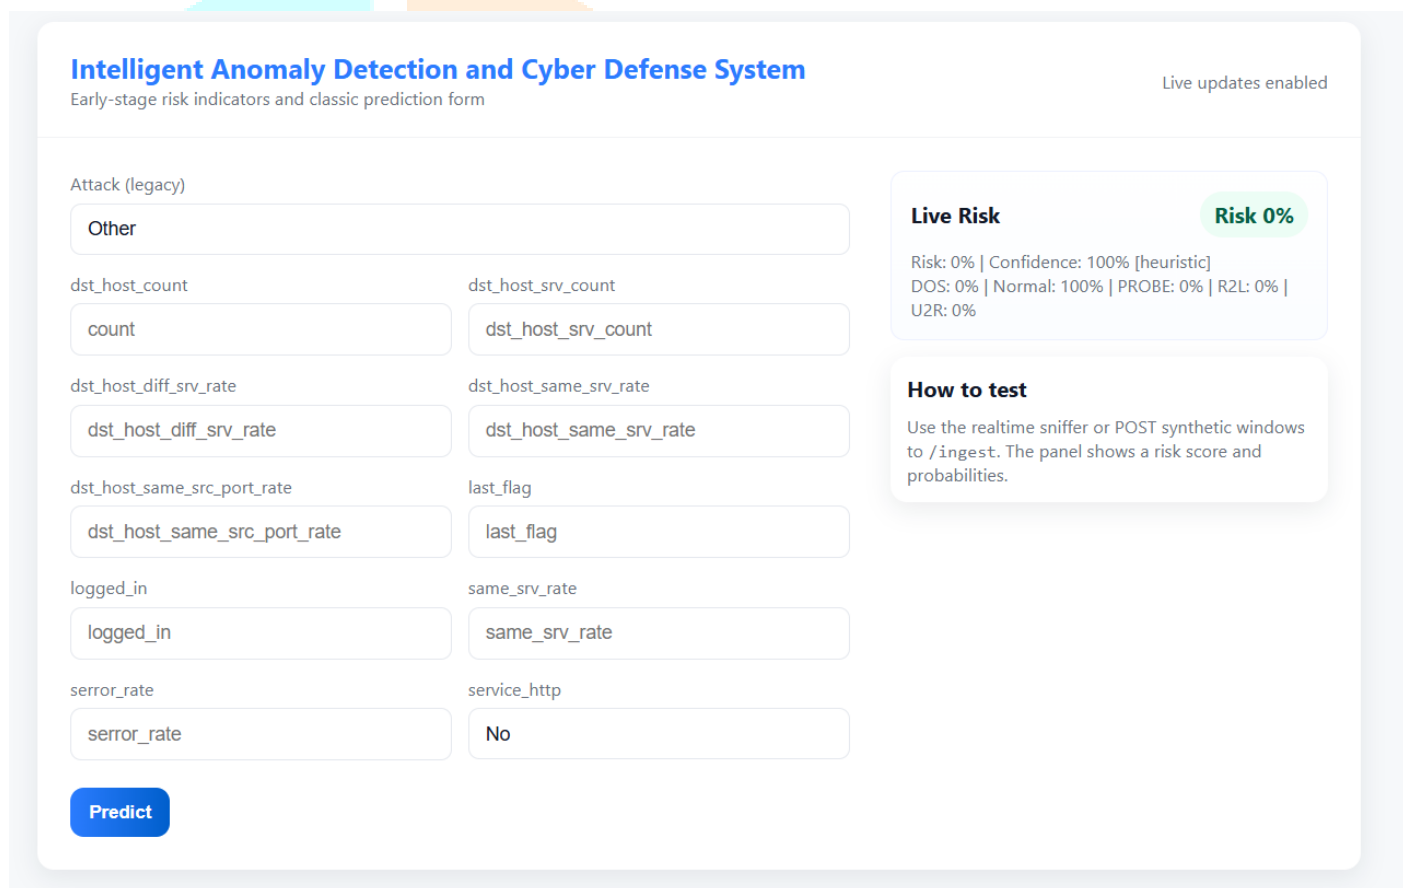 Intelligent Anomaly Detection and Cyber Defense System
Early-stage risk indicators and classic prediction form
Live updates enabled
Attack (legacy)
Other
dst_host_count
dst_host_srv_count
count
dst_host_srv_count
dst_host_diff_srv_rate
dst_host_same_srv_rate
dst_host_diff_srv_rate
dst_host_same_srv_rate
dst_host_same_src_port_rate
last_flag
dst_host_same_src_port_rate
last_flag
logged_in
same_srv_rate
logged_in
same_srv_rate
serror_rate
service_http
serror_rate
No
Predict
Live Risk
Risk 0%
Risk: 0% | Confidence: 100% [heuristic]
DOS: 0% | Normal: 100% | PROBE: 0% | R2L: 0% |
U2R: 0%
How to test
Use the realtime sniffer or POST synthetic windows
to /ingest. The panel shows a risk score and
probabilities.